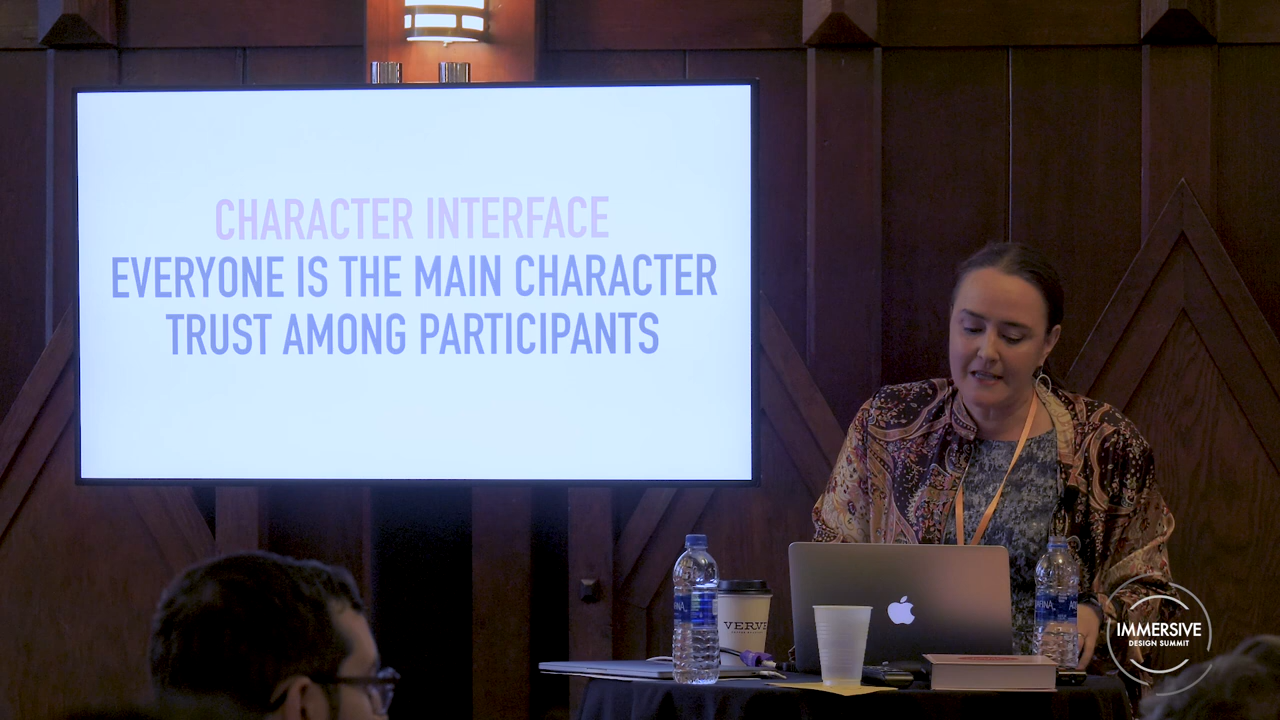 CHARACTER INTERFACE
EVERYONE IS THE MAIN CHARACTER
TRUST AMONG PARTICIPANTS
VERVE
IMMERSIVE
DESIGN SUMMIT